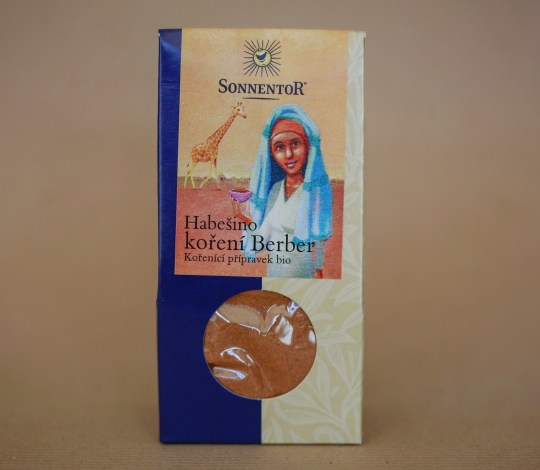 SONNENTOR®
Habešino
koření Berber
Kořenící přípravek bio